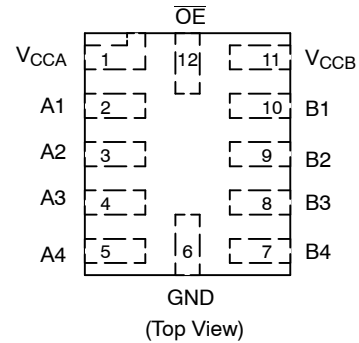 OE
VCCA 1 12 11 VCCB
A1 2 10 B1
A2 3 9 B2
A3 4 8 B3
A4 5 6 7 B4
GND
(Top View)